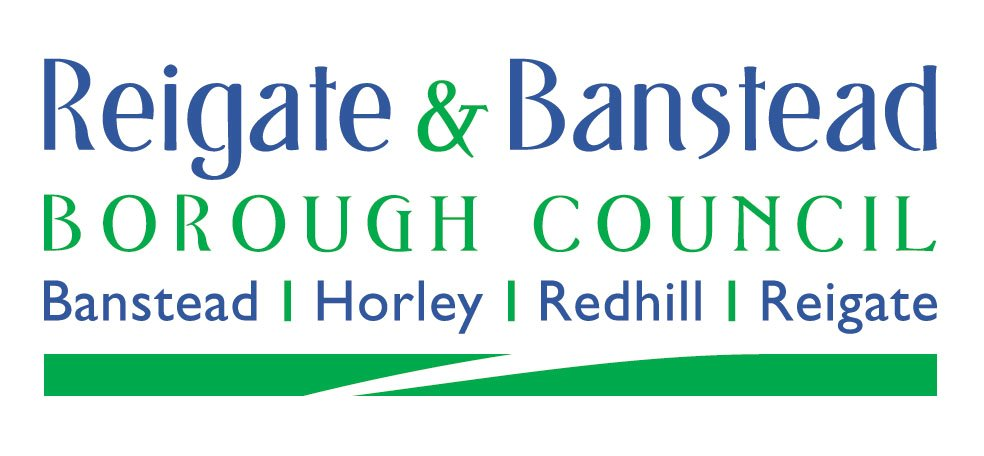 Reigate & Banstead
BOROUGH COUNCIL
Banstead | Horley | Redhill | Reigate